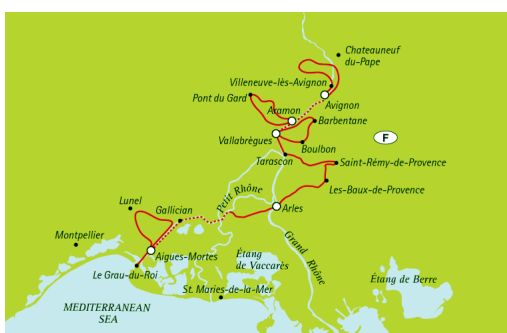 Chateauneuf
du-Pape
Villeneuve-lès-Avignon
Pont du Gard
Avignon
Aramon
Barbentane
Vallabrègues
F
Boulbon
Tarascon
Saint-Rémy-de-Provence
Les-Baux-de-Provence
Petit Rhône
Lunel
Gallician
Arles
Montpellier
Grand Rhône
Aigues-Mortes
Étang
de Vaccarès
Le Grau-du-Roi
Étang de Berre
St. Maries-de-la-Mer
MEDITERRANEAN
SEA